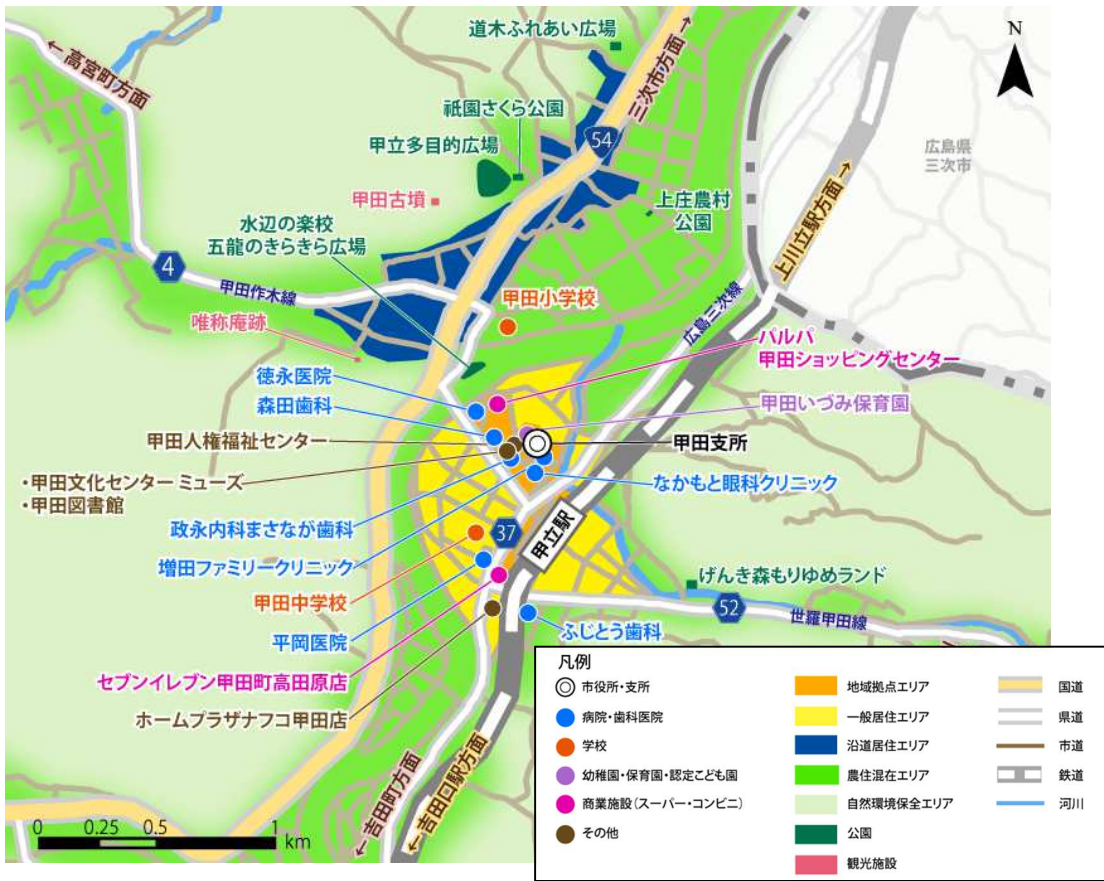 道木ふれあい広場
N
← 高宮町方面
三次市方面 →
祇園さくら公園
54
甲立多目的広場
広島県
三次市
甲田古墳
上庄農村
公園
水辺の楽校
五龍のきらきら広場
上川立駅方面 →
4
甲田作木線
甲田小学校
広島三次線
唯称庵跡
パルパ
甲田ショッピングセンター
徳永医院
森田歯科
甲田いづみ保育園
甲田人権福祉センター
甲田支所
・甲田文化センター ミューズ
・甲田図書館
なかもと眼科クリニック
政永内科まさなが歯科
37
甲立駅
増田ファミリークリニック
げんき森もりゆめランド
甲田中学校
52
世羅甲田線
平岡医院
ふじとう歯科
セブンイレブン甲田町高田原店
ホームプラザナフコ甲田店
← 吉田町方面
← 吉田口駅方面
0 0.25 0.5 1
km
凡例
市役所・支所
病院・歯科医院
学校
幼稚園・保育園・認定こども園
商業施設(スーパー・コンビニ)
その他
地域拠点エリア
一般居住エリア
沿道居住エリア
農住混在エリア
自然環境保全エリア
公園
観光施設
国道
県道
市道
鉄道
河川